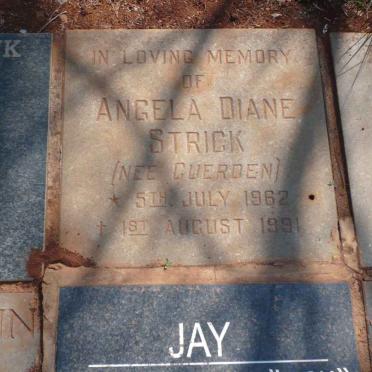 IN LOVING MEMORY
OF
ANGELA DIANE
STRICK
(NEE GUERDEN)
* 5TH JULY 1962
† 1ST AUGUST 1991
JAY